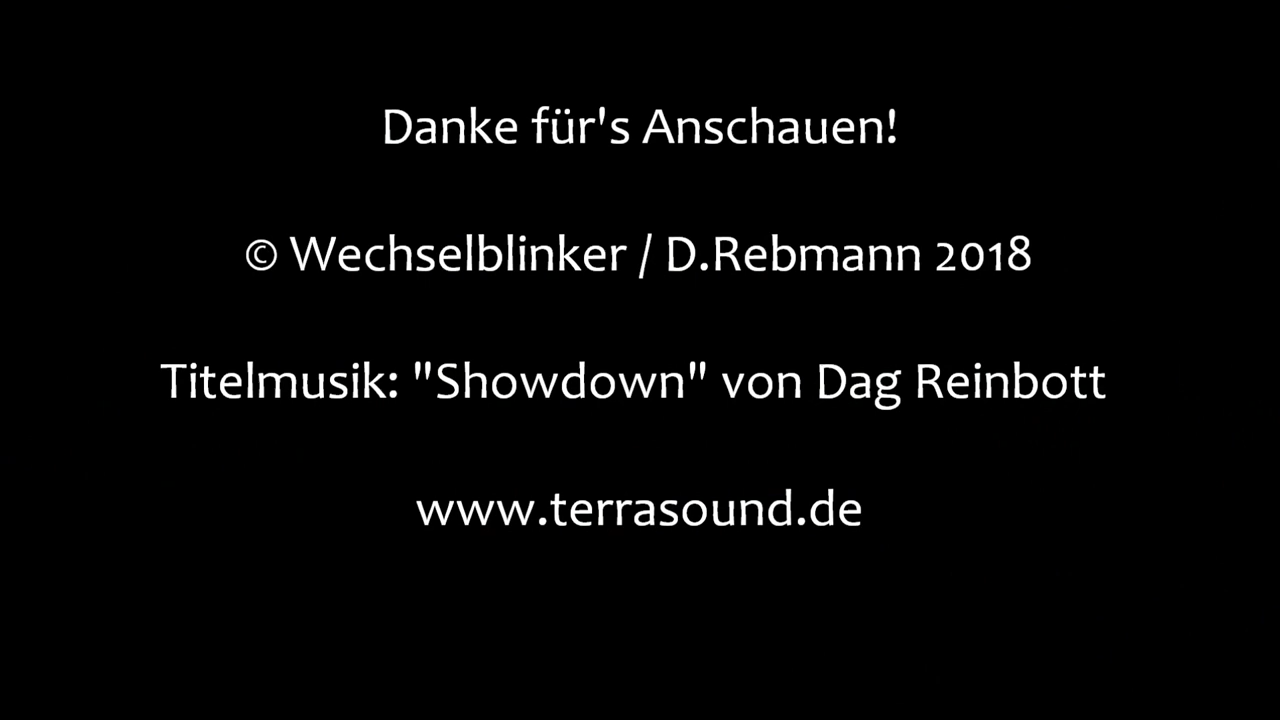 Danke für's Anschauen!
© Wechselblinker / D.Rebmann 2018
Titelmusik: "Showdown" von Dag Reinbott
www.terrasound.de